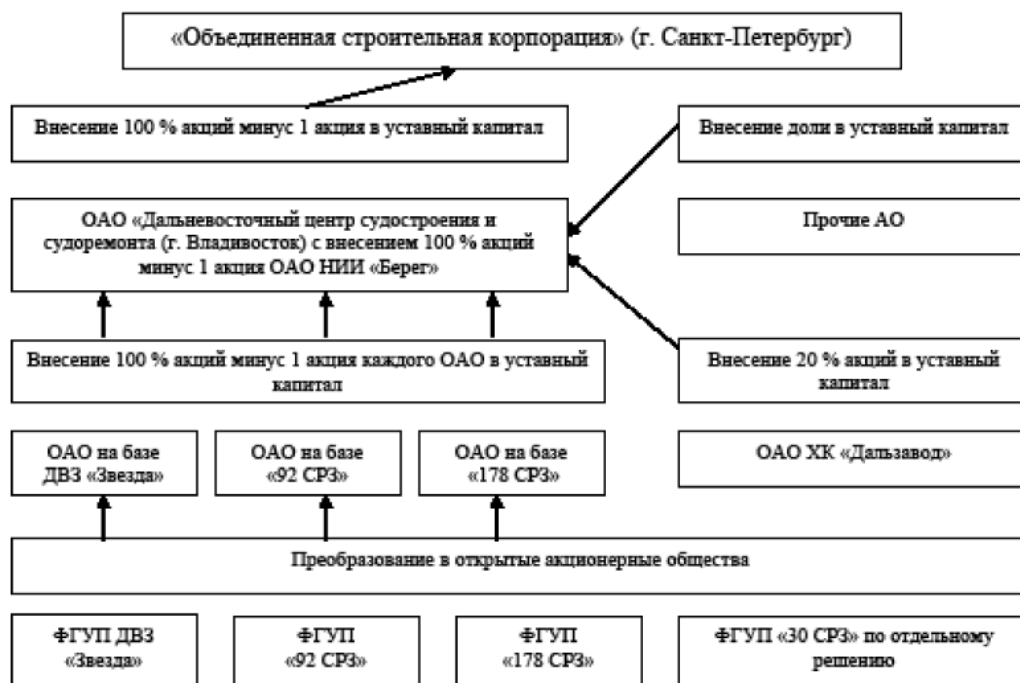 «Объединенная строительная корпорация» (г. Санкт-Петербург)
Внесение 100 % акций минус 1 акция в уставный капитал
Внесение доли в уставный капитал
ОАО «Дальневосточный центр судостроения и
судоремонта (г. Владивосток) с внесением 100 % акций
минус 1 акция ОАО НИИ «Берег»
Прочие АО
Внесение 100 % акций минус 1 акция каждого ОАО в уставный
капитал
Внесение 20 % акций в уставный
капитал
ОАО на базе
ДВЗ «Звезда»
ОАО на базе
«92 СРЗ»
ОАО на базе
«178 СРЗ»
ОАО ХК «Дальзавод»
Преобразование в открытые акционерные общества
ФГУП ДВЗ
«Звезда»
ФГУП
«92 СРЗ»
ФГУП
«178 СРЗ»
ФГУП «30 СРЗ» по отдельному
решению